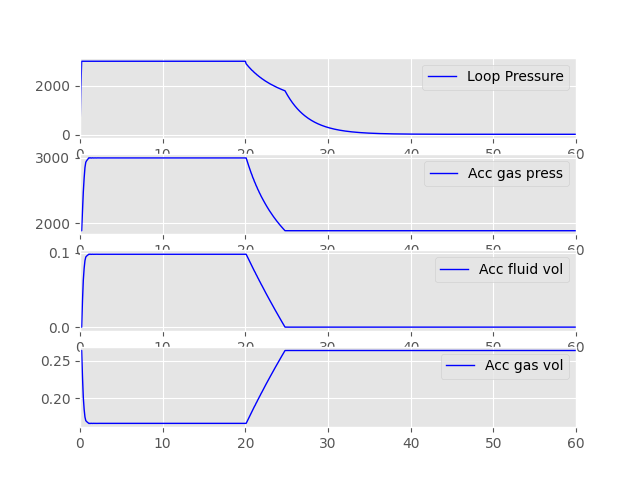 Loop Pressure
2000
0
0 10 20 30 40 50 60
3000
Acc gas press
2000
0 10 20 30 40 50 60
0.1
Acc fluid vol
0.0
0 10 20 30 40 50 60
Acc gas vol
0.25
0.20
0 10 20 30 40 50 60